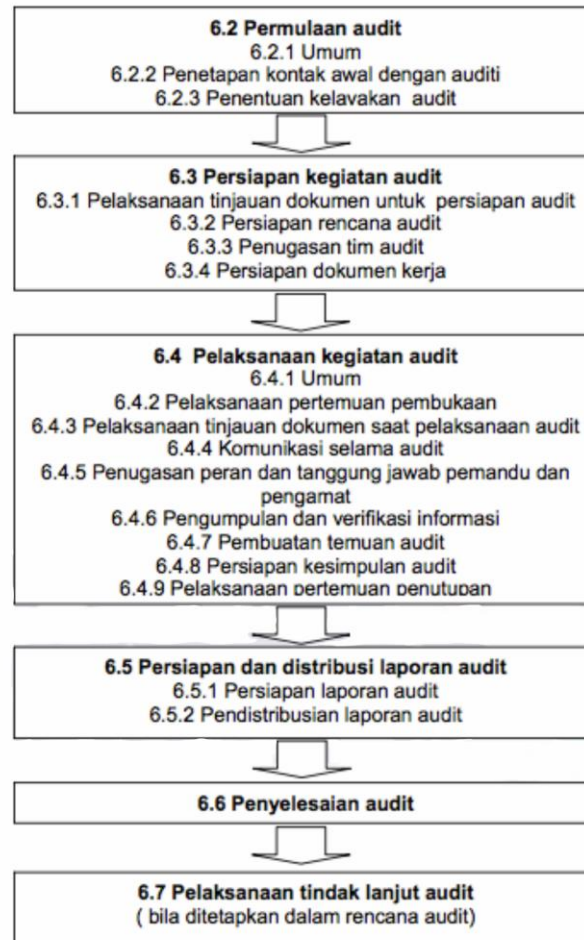 6.2 Permulaan audit
6.2.1 Umum
6.2.2 Penetapan kontak awal dengan auditi
6.2.3 Penentuan kelavakan audit
6.3 Persiapan kegiatan audit
6.3.1 Pelaksanaan tinjauan dokumen untuk persiapan audit
6.3.2 Persiapan rencana audit
6.3.3 Penugasan tim audit
6.3.4 Persiapan dokumen kerja
6.4 Pelaksanaan kegiatan audit
6.4.1 Umum
6.4.2 Pelaksanaan pertemuan pembukaan
6.4.3 Pelaksanaan tinjauan dokumen saat pelaksanaan audit
6.4.4 Komunikasi selama audit
6.4.5 Penugasan peran dan tanggung jawab pemandu dan
pengamat
6.4.6 Pengumpulan dan verifikasi informasi
6.4.7 Pembuatan temuan audit
6.4.8 Persiapan kesimpulan audit
6.4.9 Pelaksanaan pertemuan penutupan
6.5 Persiapan dan distribusi laporan audit
6.5.1 Persiapan laporan audit
6.5.2 Pendistribusian laporan audit
6.6 Penyelesaian audit
6.7 Pelaksanaan tindak lanjut audit
( bila ditetapkan dalam rencana audit)